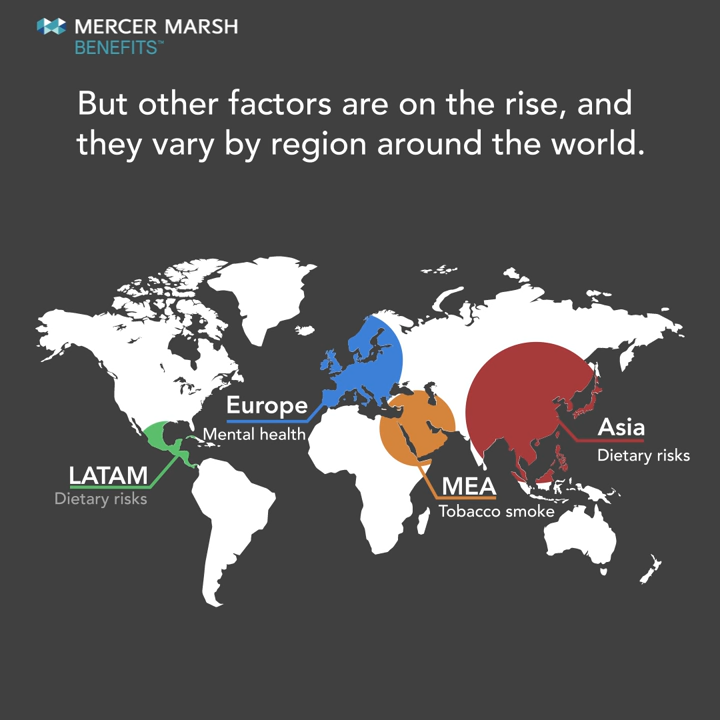 MERCER MARSH
BENEFITS™
But other factors are on the rise, and
they vary by region around the world.
Europe
Mental health
Asia
Dietary risks
LATAM
Dietary risks
MEA
Tobacco smoke